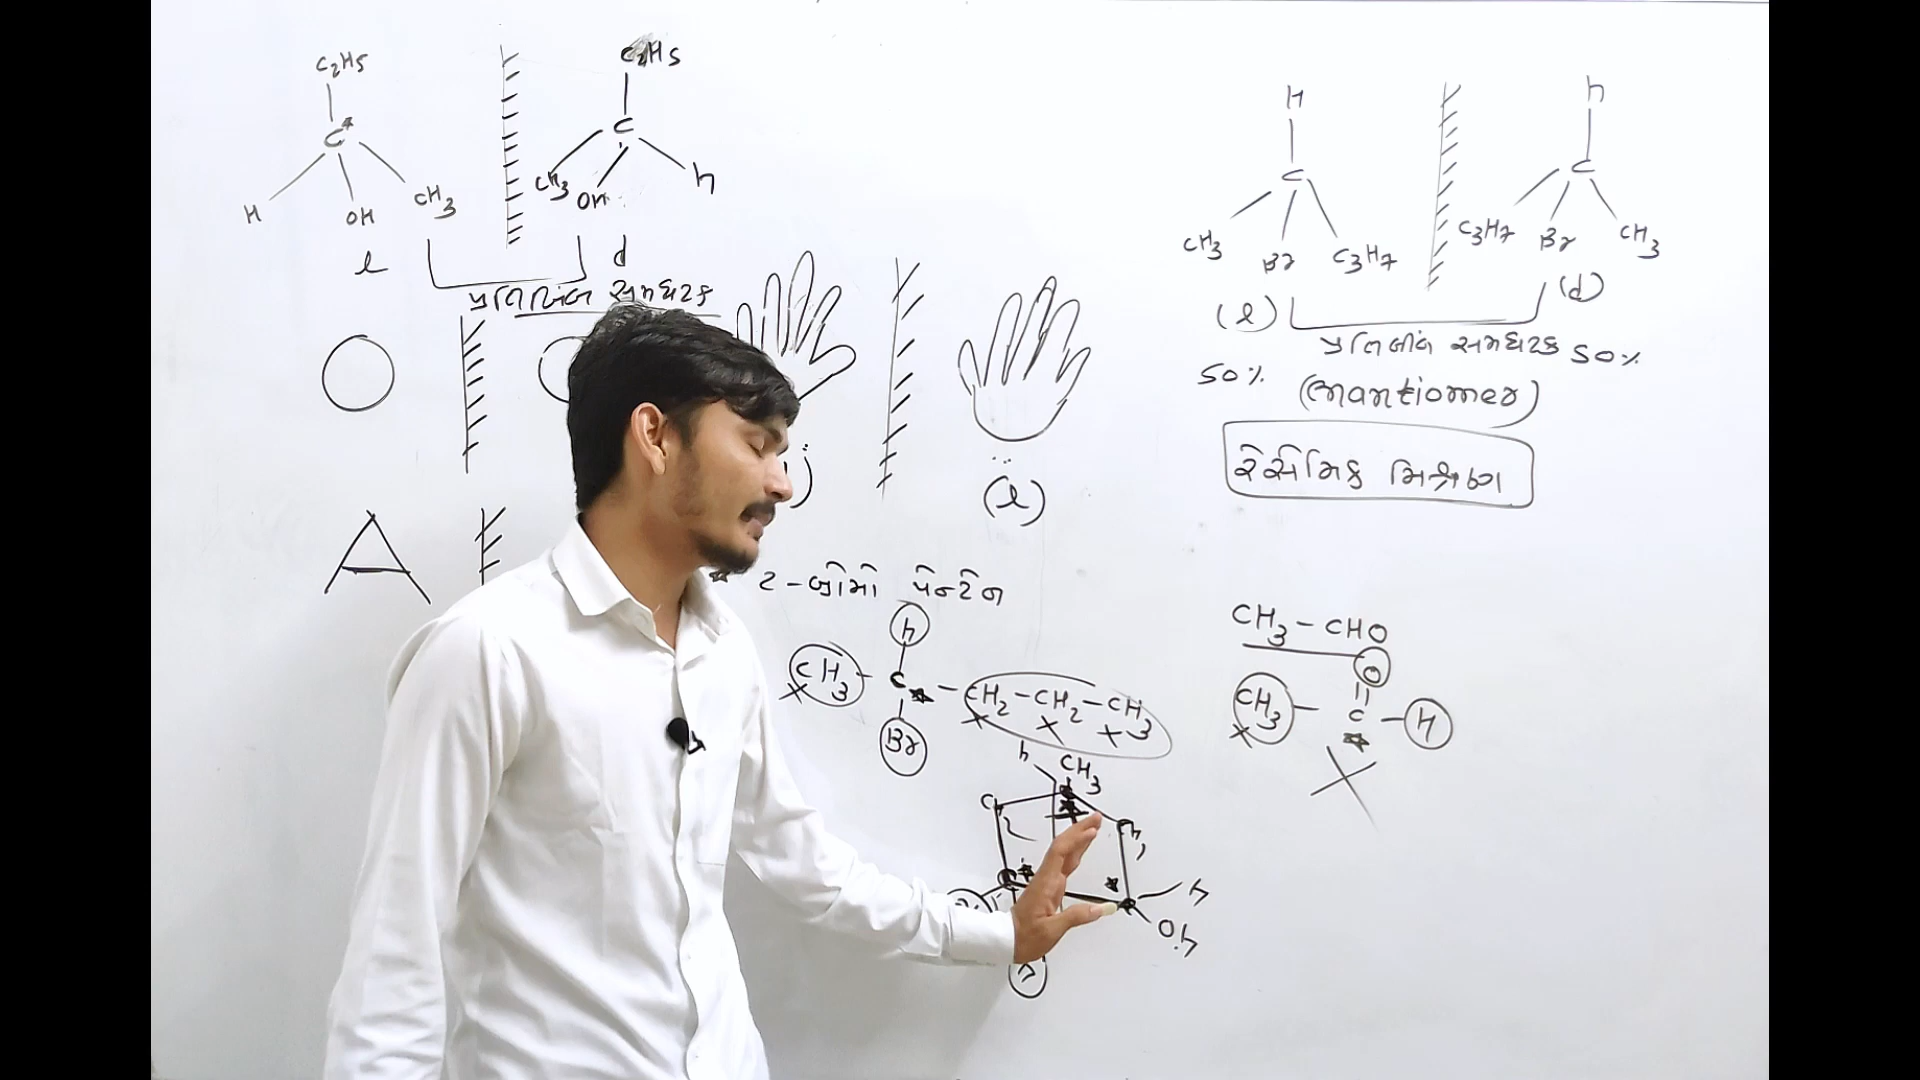 C2H5
C*
H OH CH3
l
C2H5
C
CH3 OH h
d
પ્રતિબિંબ સમઘટક
(l)
H
C
CH3 Br C3H7
(l)
h
C
C3H7 Br CH3
(d)
પ્રતિબીંબ સમઘટક
50% 50%
(enantiomer)
રેસેમિક મિશ્રણ
A
2-બ્રોમો પેન્ટેન
h
CH3 - C - CH2 - CH2 - CH3
x x x x
Br
CH3 - CHO
O
CH3 - C - H
x
h CH3
h
Oh